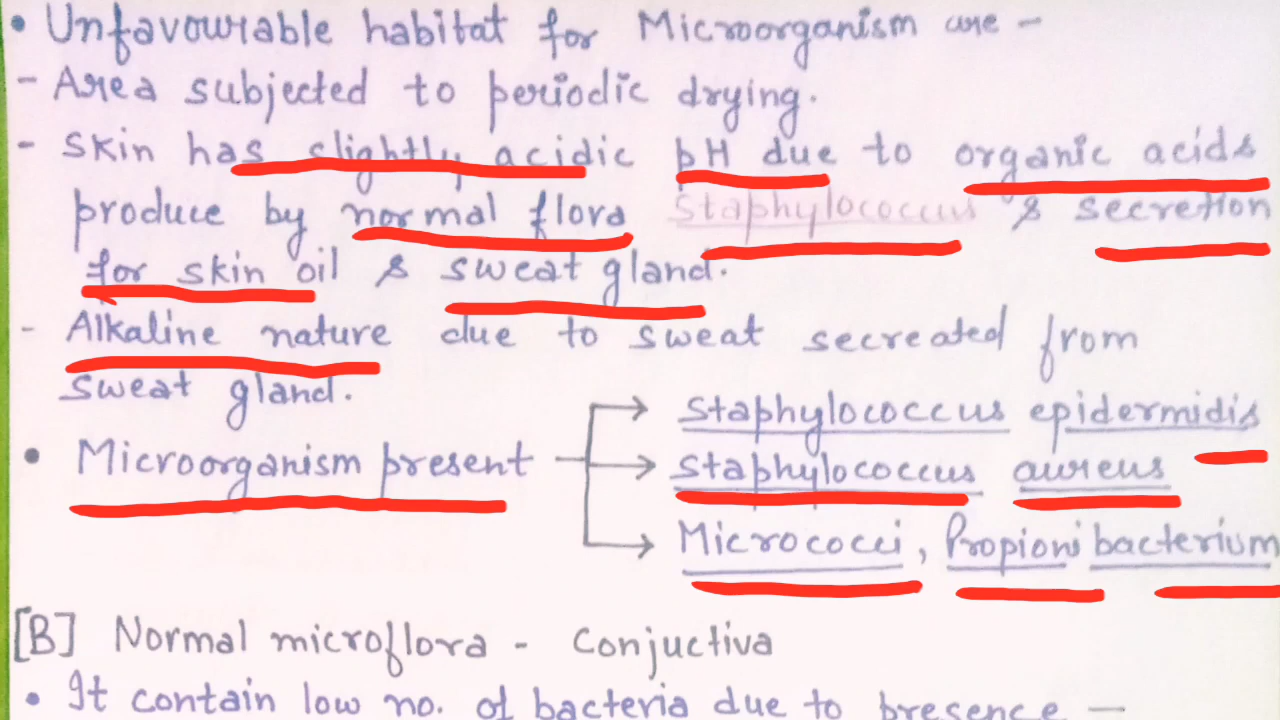 • Unfavourable habitat for Microorganism are -
- Area subjected to periodic drying.
- Skin has slightly acidic pH due to organic acids
produce by normal flora Staphylococcus & secretion
for skin oil & sweat gland.
- Alkaline nature due to sweat secreated from
sweat gland.
• Microorganism present → Staphylococcus epidermidis
→ Staphylococcus aureus
→ Micrococci, Propioni bacterium
[B] Normal microflora - Conjuctiva
• It contain low no. of bacteria due to presence —